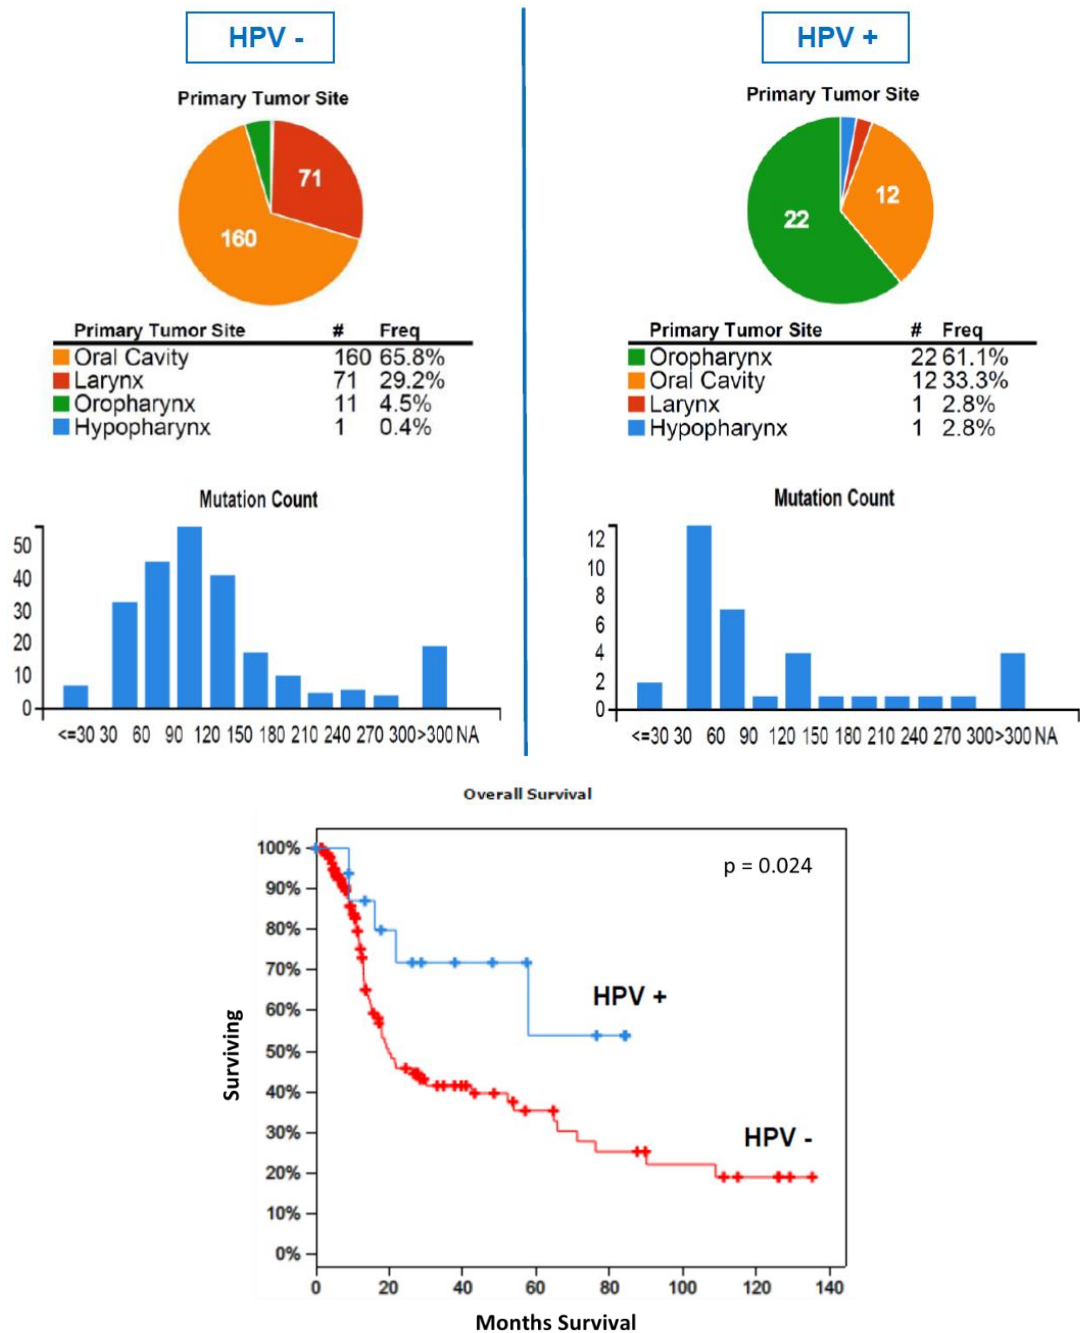 HPV -
Primary Tumor Site
71
160
Primary Tumor Site # Freq
Oral Cavity 160 65.8%
Larynx 71 29.2%
Oropharynx 11 4.5%
Hypopharynx 1 0.4%
Mutation Count
50
40
30
20
10
0
<=30 30 60 90 120 150 180 210 240 270 300 >300 NA
HPV +
Primary Tumor Site
12
22
Primary Tumor Site # Freq
Oropharynx 22 61.1%
Oral Cavity 12 33.3%
Larynx 1 2.8%
Hypopharynx 1 2.8%
Mutation Count
12
10
8
6
4
2
0
<=30 30 60 90 120 150 180 210 240 270 300 >300 NA
Overall Survival
p = 0.024
100%
90%
80%
70%
60%
50%
40%
30%
20%
10%
0%
Surviving
HPV +
HPV -
0 20 40 60 80 100 120 140
Months Survival